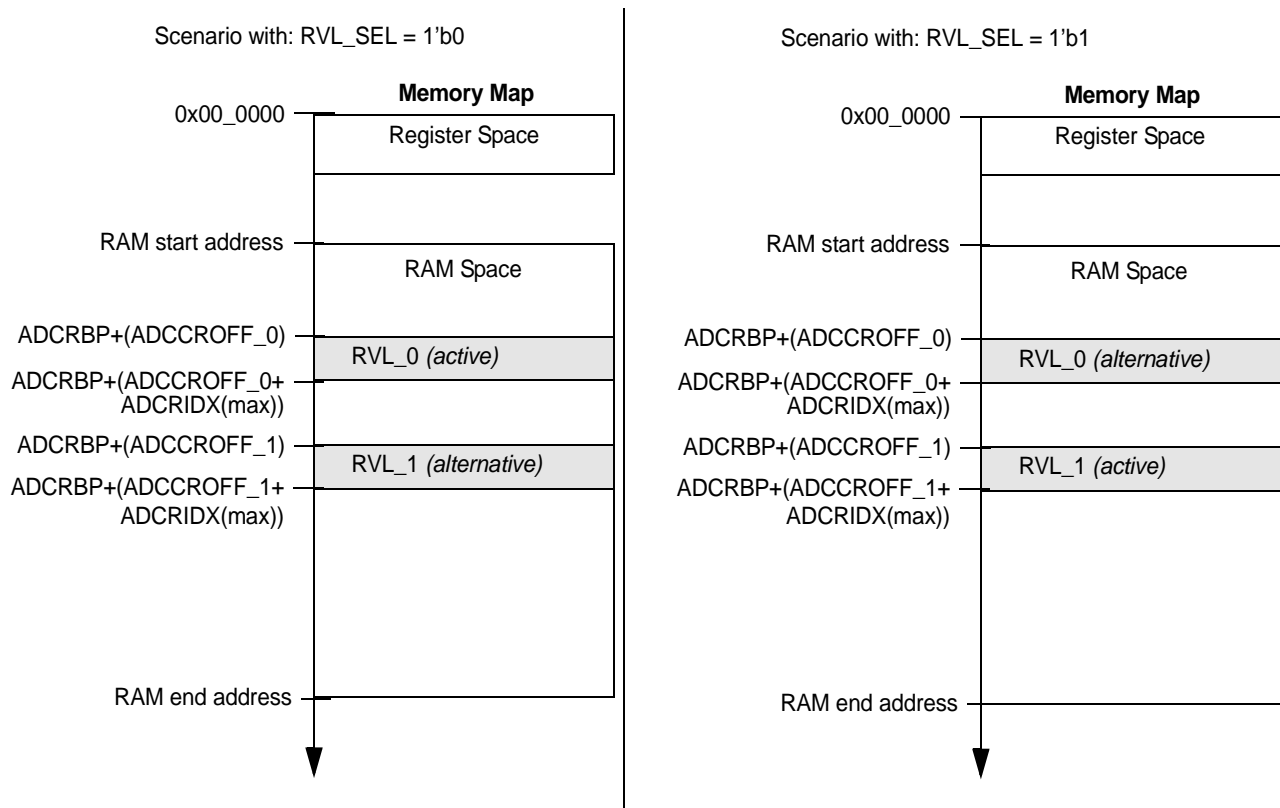 Scenario with: RVL_SEL = 1'b0
Memory Map
0x00_0000
Register Space
RAM start address
RAM Space
ADCRBP+(ADCCROFF_0)
RVL_0 (active)
ADCRBP+(ADCCROFF_0+
ADCRIDX(max))
ADCRBP+(ADCCROFF_1)
RVL_1 (alternative)
ADCRBP+(ADCCROFF_1+
ADCRIDX(max))
RAM end address
Scenario with: RVL_SEL = 1'b1
Memory Map
0x00_0000
Register Space
RAM start address
RAM Space
ADCRBP+(ADCCROFF_0)
RVL_0 (alternative)
ADCRBP+(ADCCROFF_0+
ADCRIDX(max))
ADCRBP+(ADCCROFF_1)
RVL_1 (active)
ADCRBP+(ADCCROFF_1+
ADCRIDX(max))
RAM end address